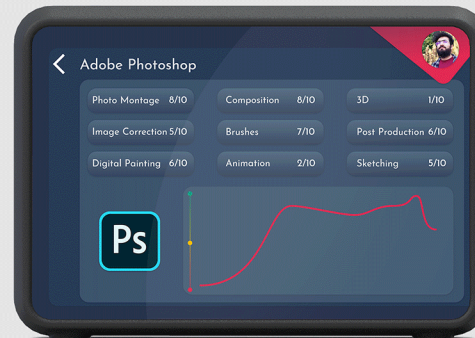 Adobe Photoshop
Photo Montage 8/10
Composition 8/10
3D 1/10
Image Correction 5/10
Brushes 7/10
Post Production 6/10
Digital Painting 6/10
Animation 2/10
Sketching 5/10
Ps